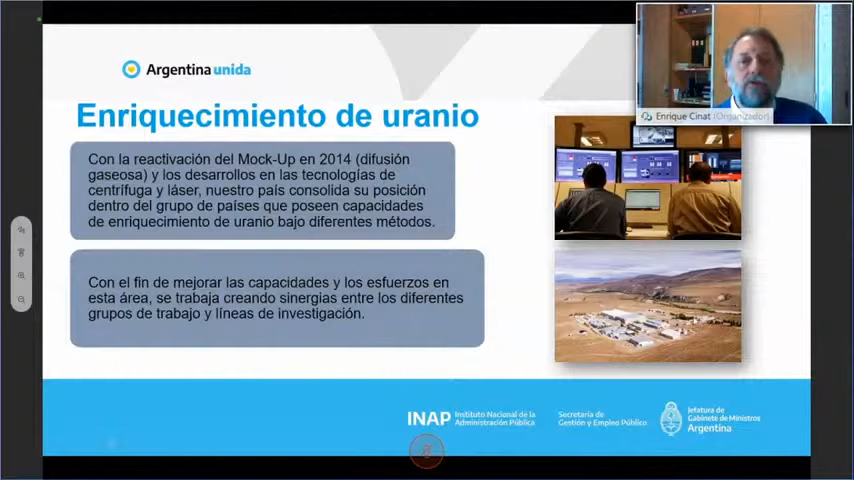 Argentina unida
Enrique Cinat (Organizador)
Enriquecimiento de uranio
Con la reactivación del Mock-Up en 2014 (difusión
gaseosa) y los desarrollos en las tecnologías de
centrífuga y láser, nuestro país consolida su posición
dentro del grupo de países que poseen capacidades
de enriquecimiento de uranio bajo diferentes métodos.
Con el fin de mejorar las capacidades y los esfuerzos en
esta área, se trabaja creando sinergias entre los diferentes
grupos de trabajo y líneas de investigación.
INAP
Instituto Nacional de la
Administración Pública
Secretaría de
Gestión y Empleo Público
Jefatura de
Gabinete de Ministros
Argentina